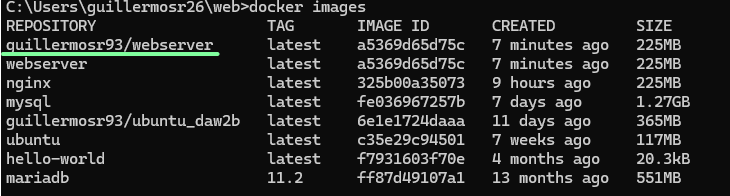 C:\Users\guillermosr26\web>docker images
REPOSITORY TAG IMAGE ID CREATED SIZE
guillermosr93/webserver latest a5369d65d75c 7 minutes ago 225MB
webserver latest a5369d65d75c 7 minutes ago 225MB
nginx latest 325b00a35073 9 hours ago 225MB
mysql latest fe036967257b 7 days ago 1.27GB
guillermosr93/ubuntu_daw2b latest 6e1e1724daaa 11 days ago 365MB
ubuntu latest c35e29c94501 7 weeks ago 117MB
hello-world latest f7931603f70e 4 months ago 20.3kB
mariadb 11.2 ff87d49107a1 13 months ago 551MB